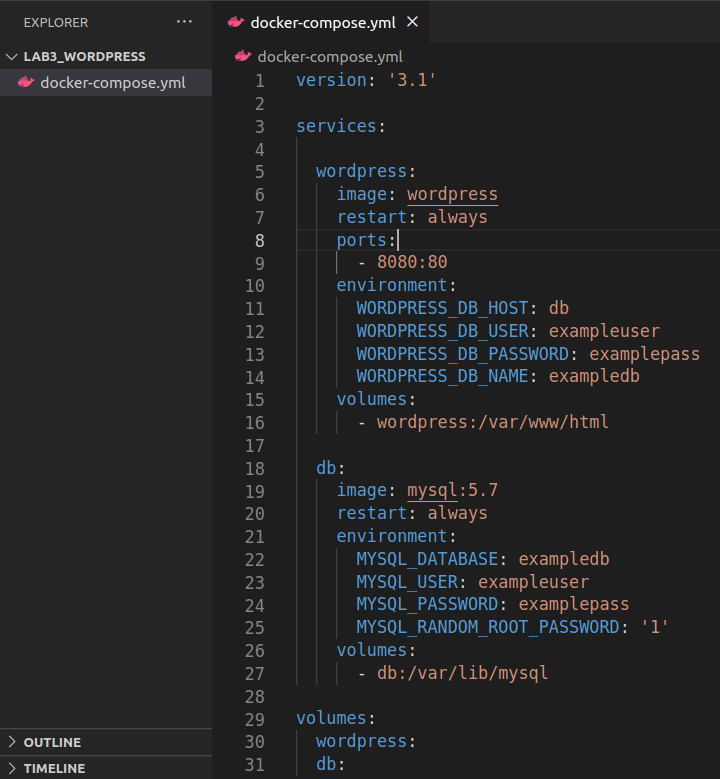 EXPLORER ···
LAB3_WORDPRESS
docker-compose.yml
docker-compose.yml ×
docker-compose.yml
1 version: '3.1'
2
3 services:
4
5   wordpress:
6     image: wordpress
7     restart: always
8     ports:
9       - 8080:80
10     environment:
11       WORDPRESS_DB_HOST: db
12       WORDPRESS_DB_USER: exampleuser
13       WORDPRESS_DB_PASSWORD: examplepass
14       WORDPRESS_DB_NAME: exampledb
15     volumes:
16       - wordpress:/var/www/html
17
18   db:
19     image: mysql:5.7
20     restart: always
21     environment:
22       MYSQL_DATABASE: exampledb
23       MYSQL_USER: exampleuser
24       MYSQL_PASSWORD: examplepass
25       MYSQL_RANDOM_ROOT_PASSWORD: '1'
26     volumes:
27       - db:/var/lib/mysql
28
29 volumes:
30   wordpress:
31   db:
OUTLINE
TIMELINE